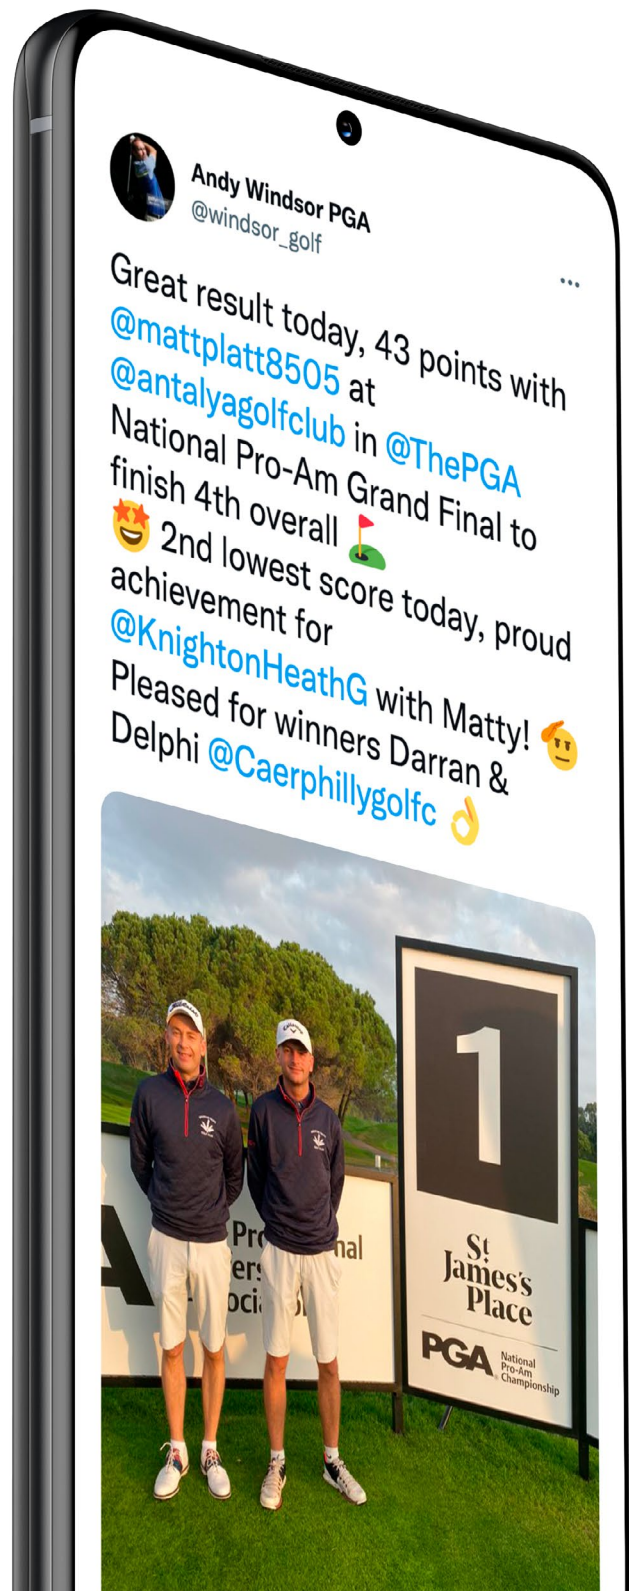 Andy Windsor PGA
@windsor_golf
Great result today, 43 points with
@mattplatt8505 at
@antalyagolfclub in @ThePGA
National Pro-Am Grand Final to
finish 4th overall ⛳
🤩 2nd lowest score today, proud
achievement for
@KnightonHeathG with Matty! 🫡
Pleased for winners Darran &
Delphi @Caerphillygolfc 👌
1
St
James's
Place
PGA National
Pro-Am
Championship